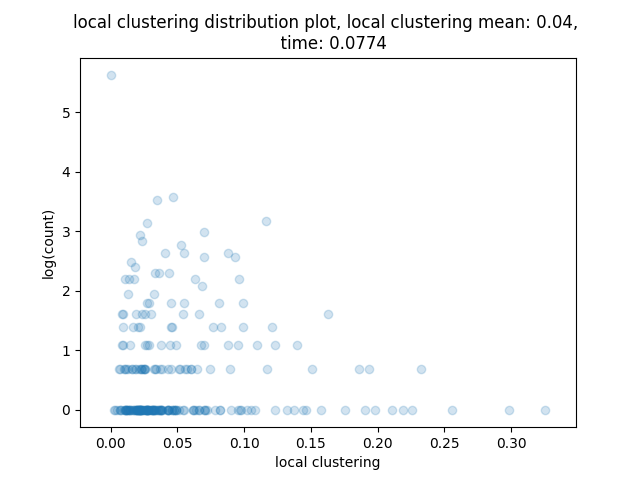 local clustering distribution plot, local clustering mean: 0.04,
time: 0.0774
5
4
3
2
1
0
log(count)
0.00 0.05 0.10 0.15 0.20 0.25 0.30
local clustering